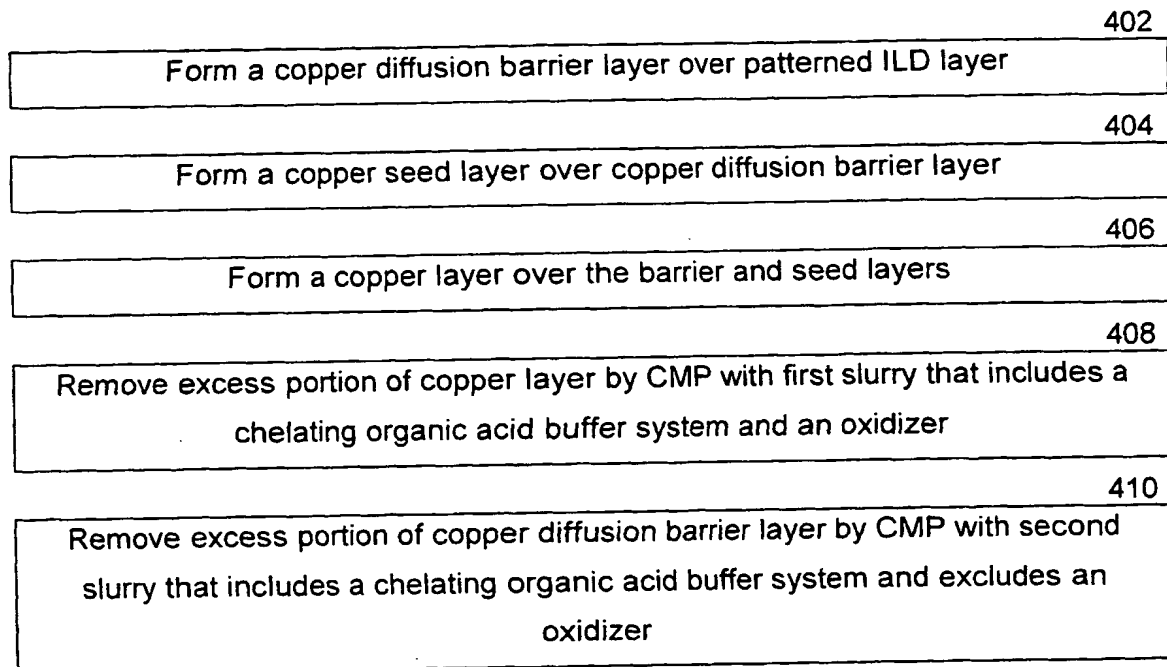 402
Form a copper diffusion barrier layer over patterned ILD layer
404
Form a copper seed layer over copper diffusion barrier layer
406
Form a copper layer over the barrier and seed layers
408
Remove excess portion of copper layer by CMP with first slurry that includes a
chelating organic acid buffer system and an oxidizer
410
Remove excess portion of copper diffusion barrier layer by CMP with second
slurry that includes a chelating organic acid buffer system and excludes an
oxidizer